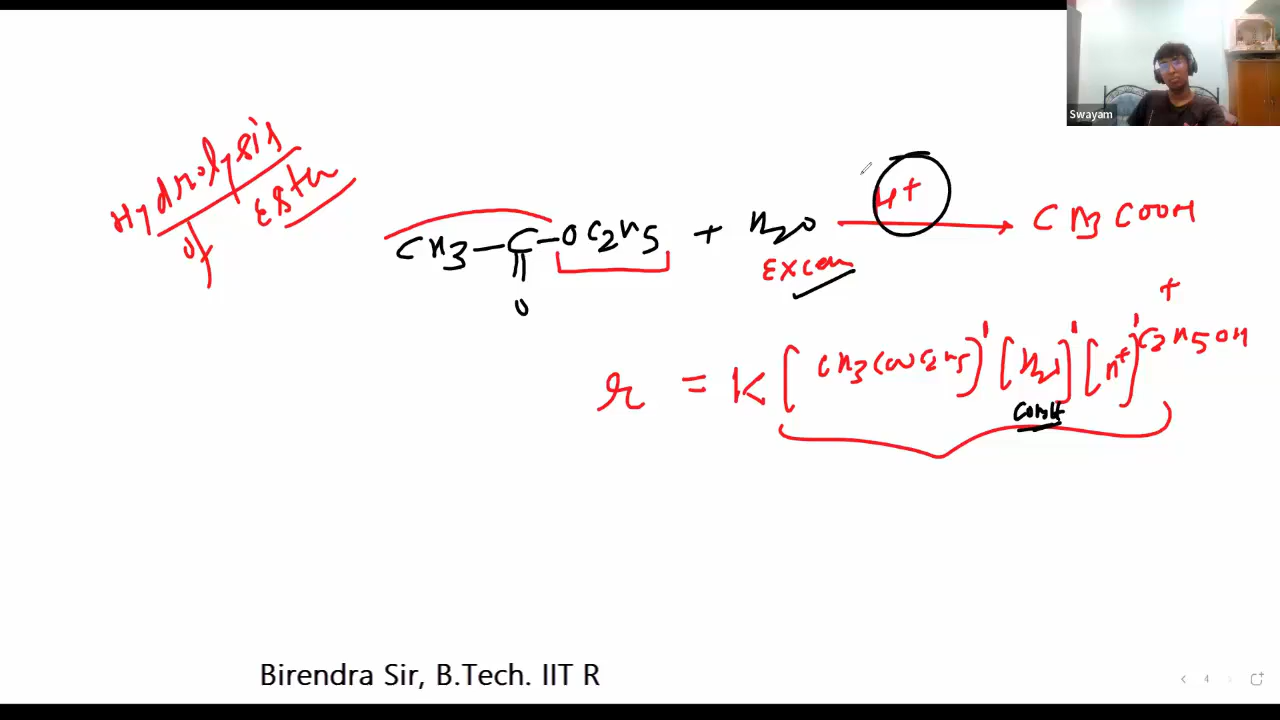 Swayam
Hydrolysis
of Ester
CH3-C-OC2H5 + H2O H+ CH3COOH
O
Excess
+
C2H5OH
r = K[CH3COOC2H5]1 [H2O]1 [H+]1
Const
Birendra Sir, B.Tech. IIT R
4